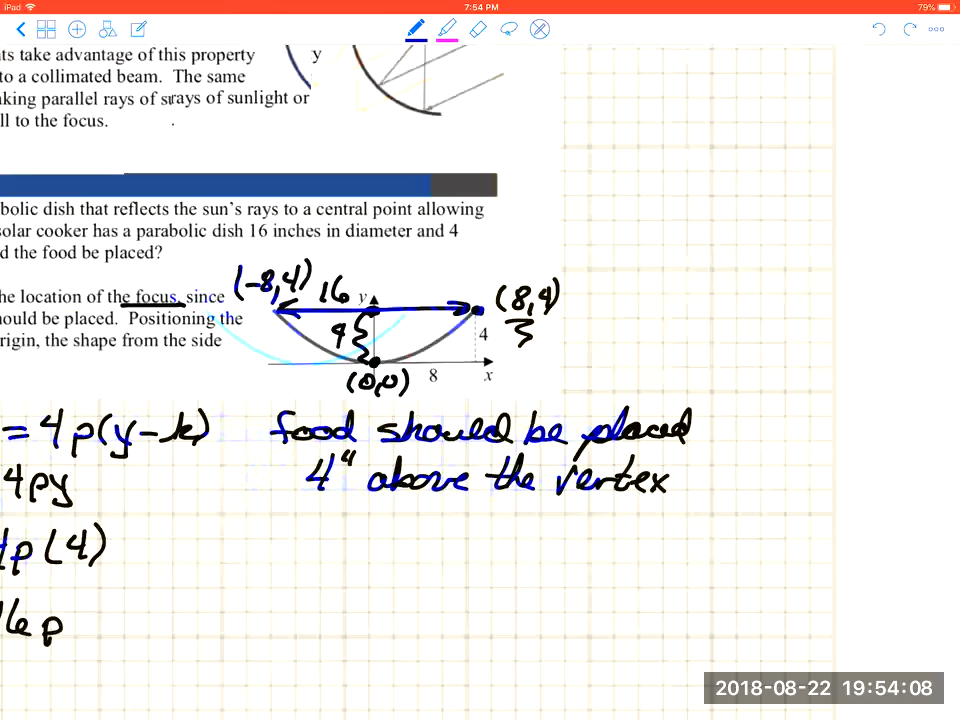 iPad 7:54 PM 79%
nts take advantage of this property
to a collimated beam. The same
aking parallel rays of su rays of sunlight or
ll to the focus.
y
bolic dish that reflects the sun's rays to a central point allowing
solar cooker has a parabolic dish 16 inches in diameter and 4
d the food be placed?
he location of the focus, since
hould be placed. Positioning the
rigin, the shape from the side
(-8,4) 16 y (8,4)
4 4
(0,0) 8 x
= 4p(y-k) food should be placed
4py 4" above the vertex
4p(4)
16p
2018-08-22 19:54:08